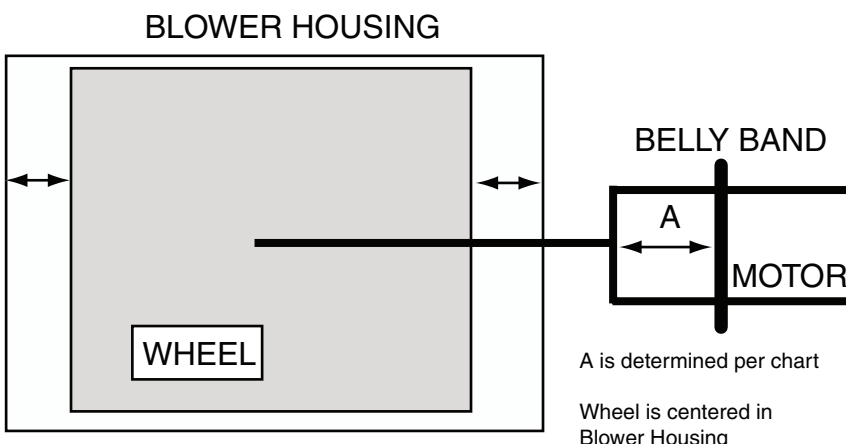 BLOWER HOUSING
BELLY BAND
A
MOTOR
WHEEL
A is determined per chart
Wheel is centered in
Blower Housing